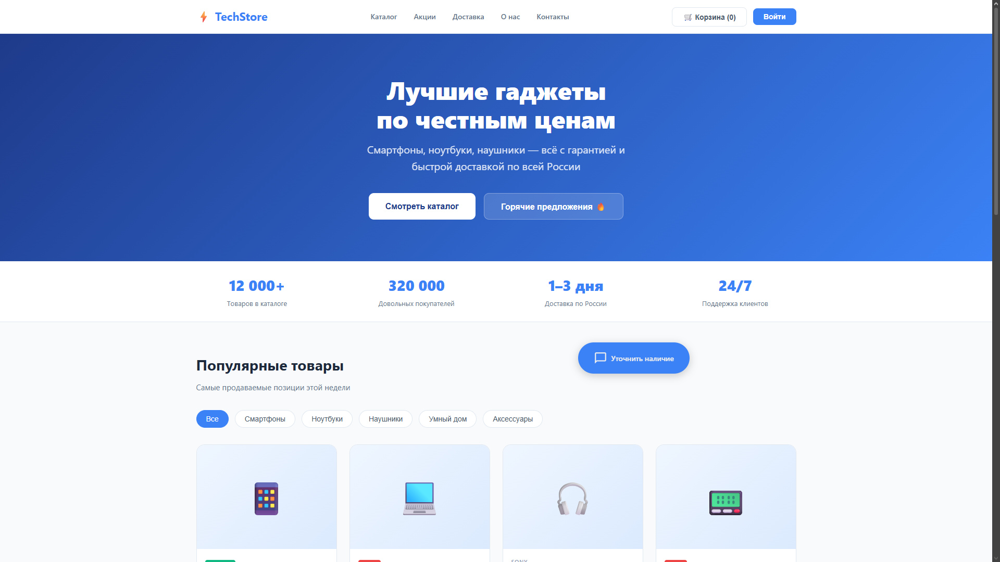 TechStore
Каталог
Акции
Доставка
О нас
Контакты
Корзина (0)
Войти
Лучшие гаджеты
по честным ценам
Смартфоны, ноутбуки, наушники — всё с гарантией и
быстрой доставкой по всей России
Смотреть каталог
Горячие предложения
12 000+
Товаров в каталоге
320 000
Довольных покупателей
1–3 дня
Доставка по России
24/7
Поддержка клиентов
Уточнить наличие
Популярные товары
Самые продаваемые позиции этой недели
Все
Смартфоны
Ноутбуки
Наушники
Умный дом
Аксессуары
SONY